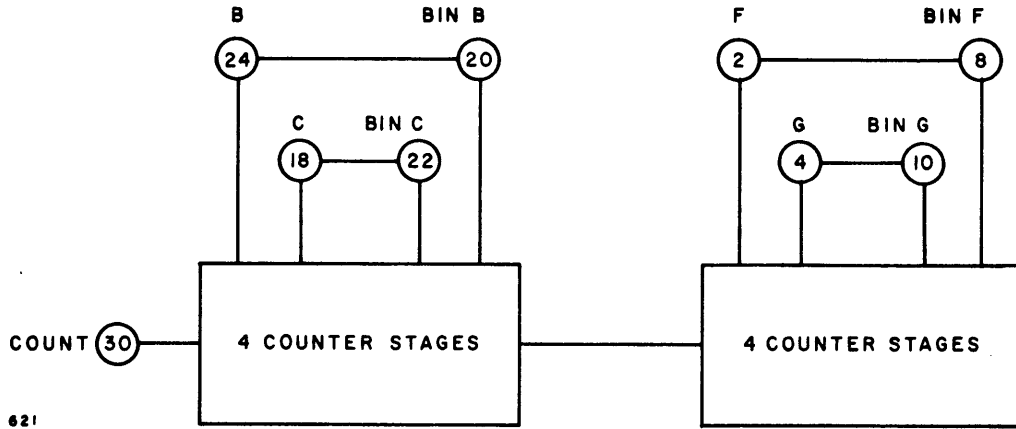 B BIN B F BIN F
24 20 2 8
C BIN C G BIN G
18 22 4 10
COUNT 30 4 COUNTER STAGES 4 COUNTER STAGES
621